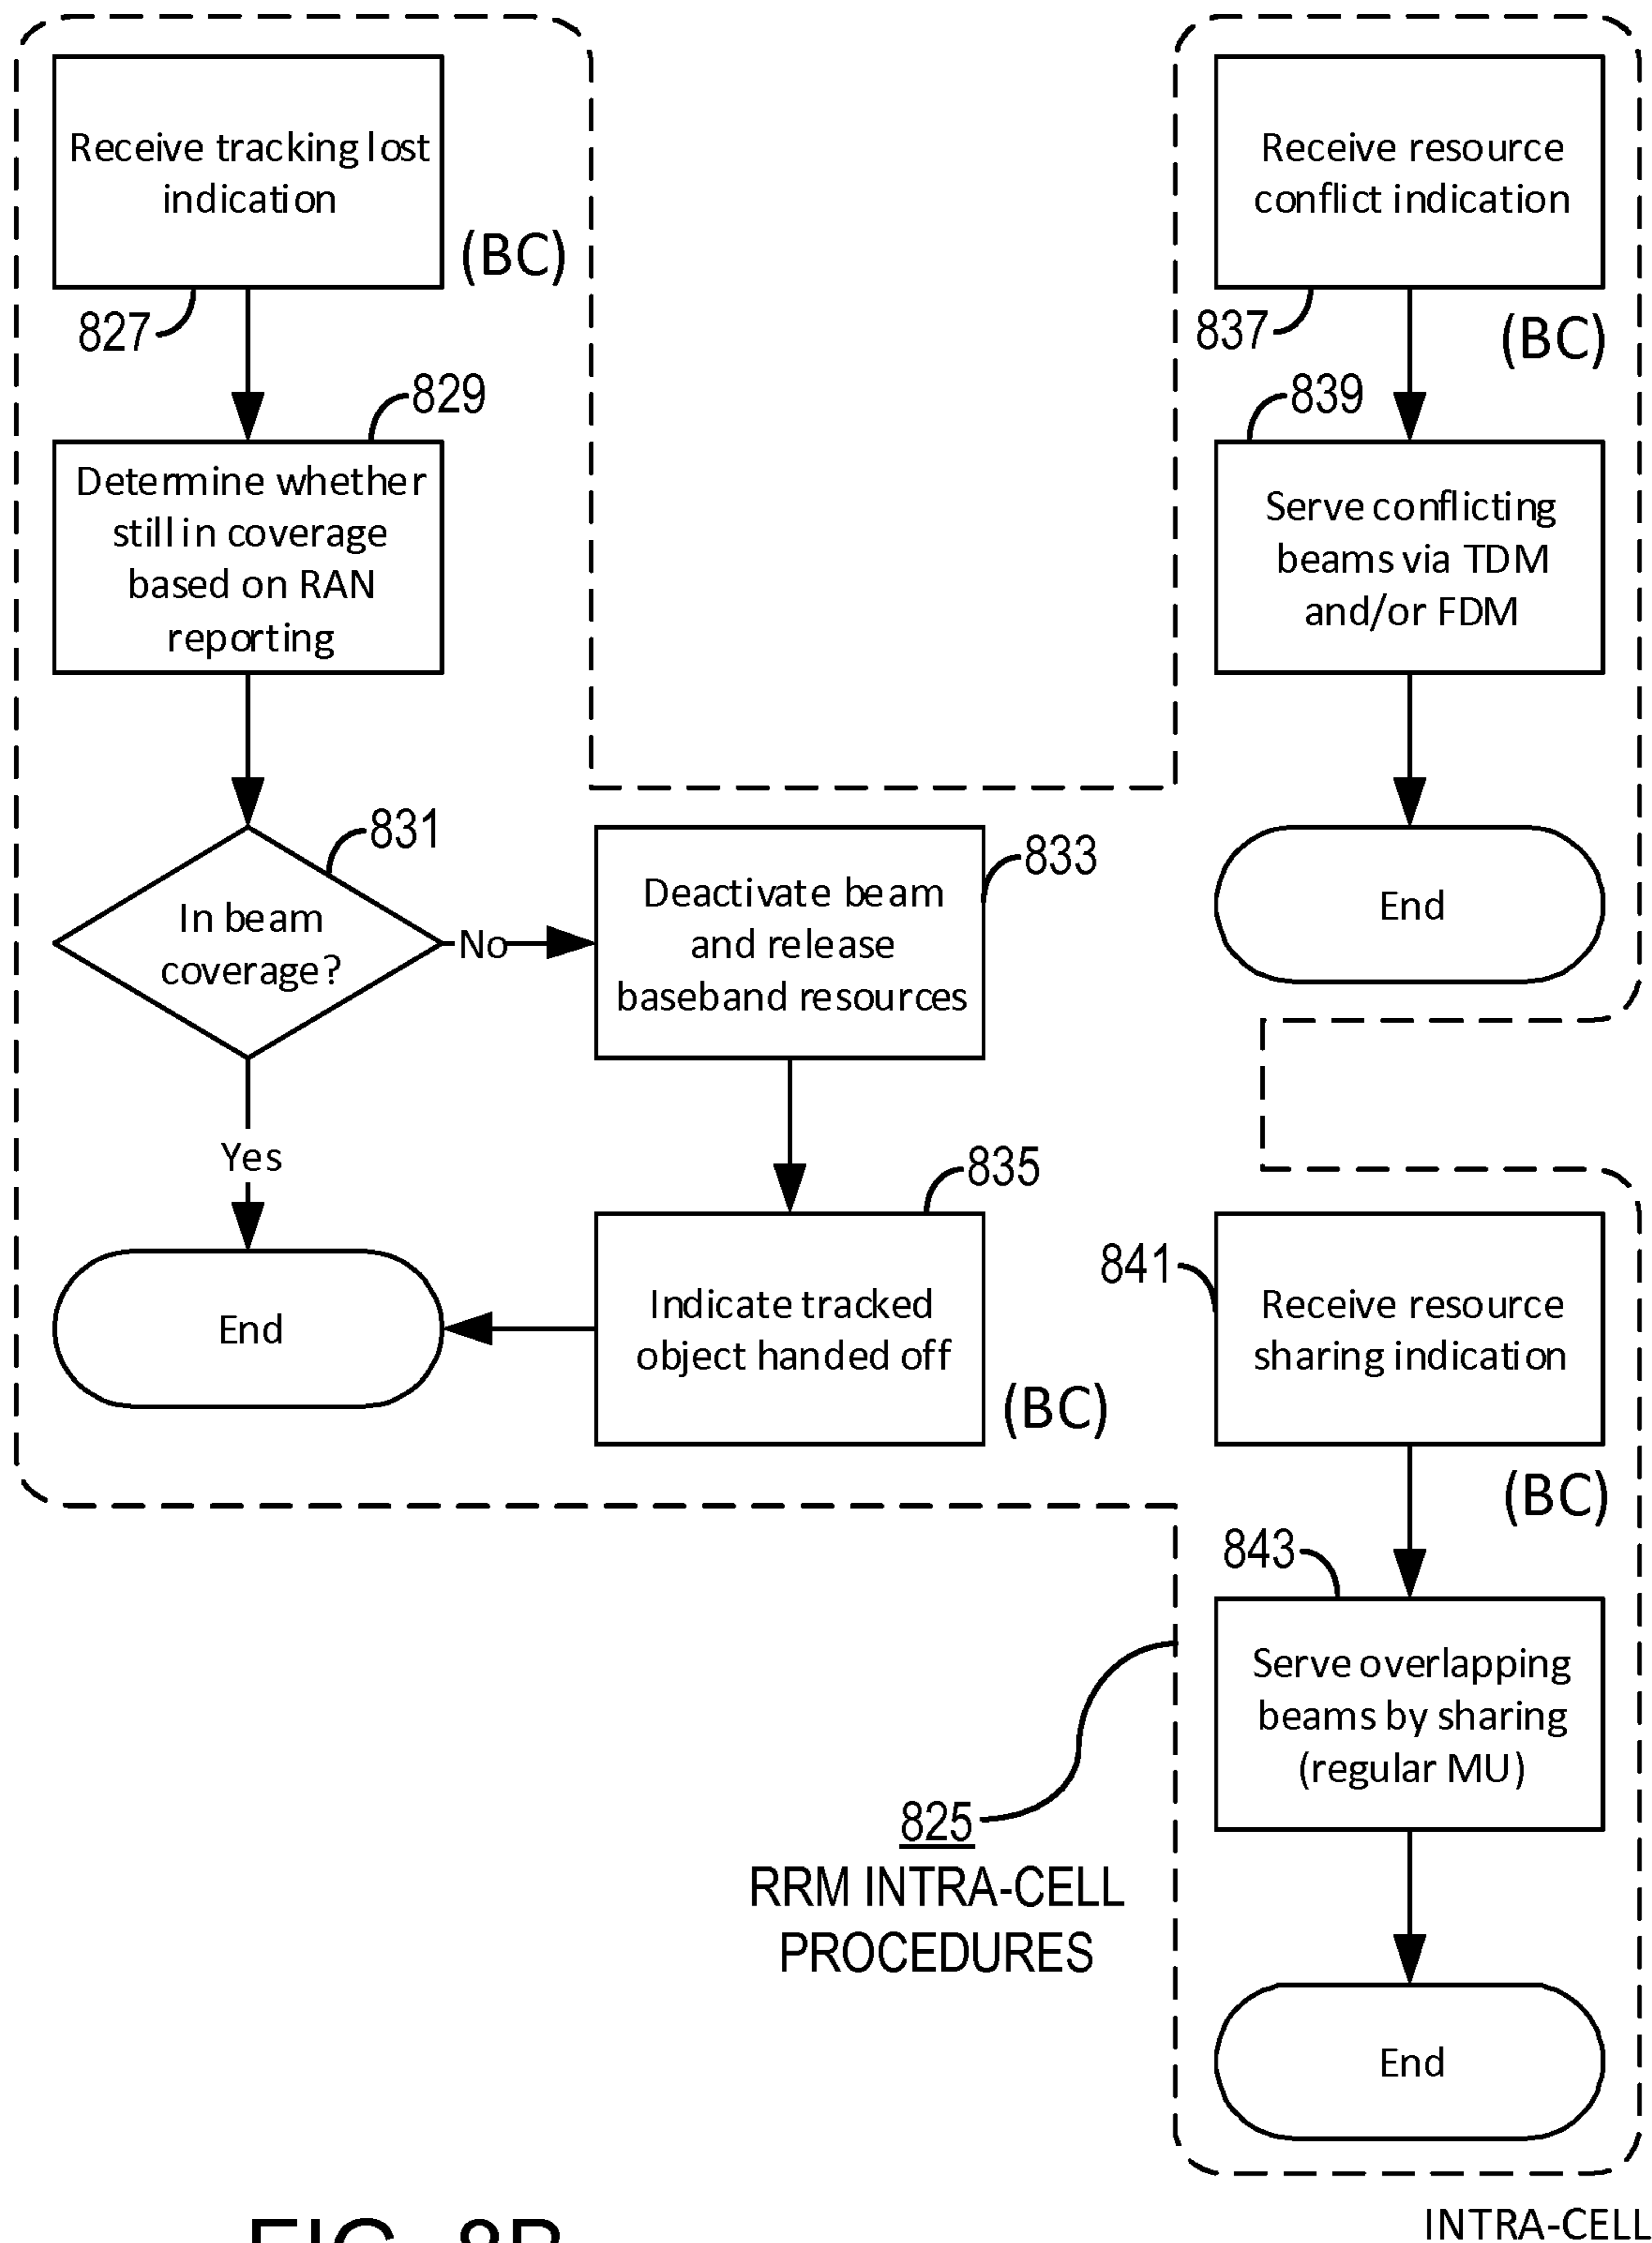 Receive tracking lost
indication
(BC)
827
829
Determine whether
still in coverage
based on RAN
reporting
831
In beam
coverage?
No
Yes
833
Deactivate beam
and release
baseband resources
835
Indicate tracked
object handed off
(BC)
End
Receive resource
conflict indication
837
(BC)
839
Serve conflicting
beams via TDM
and/or FDM
End
841
Receive resource
sharing indication
(BC)
843
Serve overlapping
beams by sharing
(regular MU)
End
825
RRM INTRA-CELL
PROCEDURES
INTRA-CELL
FIG. 8B